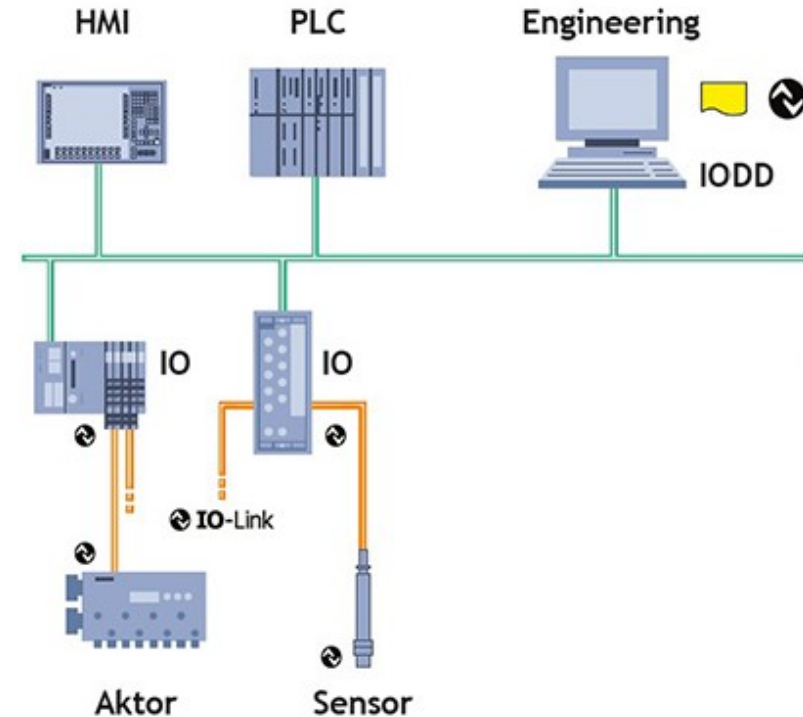 HMI
PLC
Engineering
IODD
IO
IO
IO-Link
Aktor
Sensor